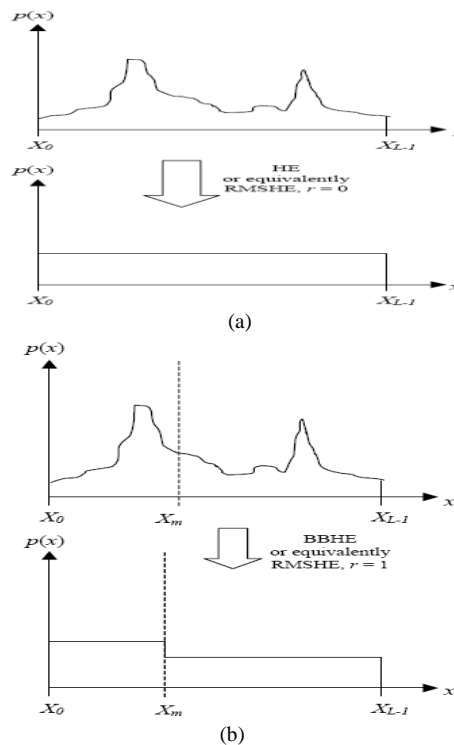 p(x)
X0
XL-1
p(x)
HE
or equivalently
RMSHE, r = 0
X0
XL-1
x
(a)
p(x)
X0
Xm
XL-1
x
p(x)
BBHE
or equivalently
RMSHE, r = 1
X0
Xm
XL-1
x
(b)